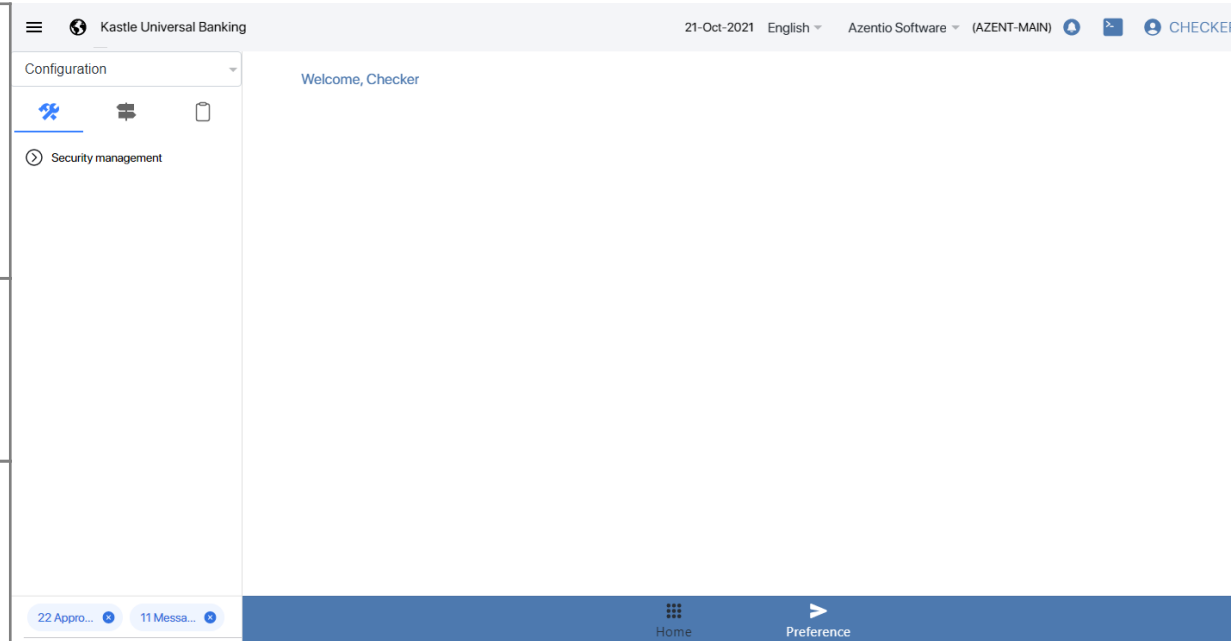 Kastle Universal Banking
21-Oct-2021 English Azentio Software (AZENT-MAIN) CHECKER
Configuration
Welcome, Checker
Security management
22 Appro... 11 Messa...
Home Preference